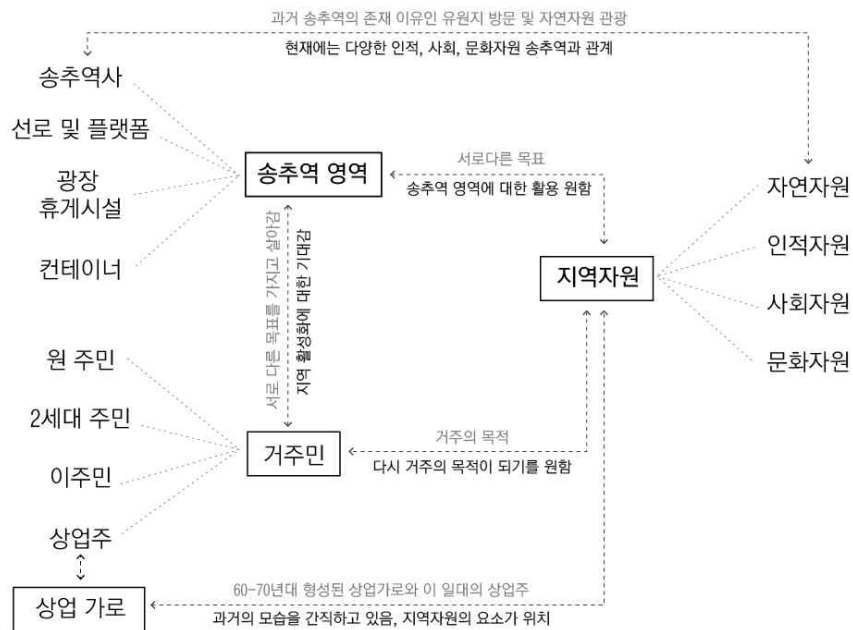 과거 송추역의 존재 이유인 유원지 방문 및 자연자원 관광
현재에는 다양한 인적, 사회, 문화자원 송추역과 관계
송추역사
선로 및 플랫폼
광장
휴게시설
컨테이너
송추역 영역
서로다른 목표
송추역 영역에 대한 활용 원함
지역자원
자연자원
인적자원
사회자원
문화자원
서로 다른 목표를 가지고 살아감
지역 활성화에 대한 기대감
원 주민
2세대 주민
이주민
상업주
거주민
거주의 목적
다시 거주의 목적이 되기를 원함
상업 가로
60-70년대 형성된 상업가로와 이 일대의 상업주
과거의 모습을 간직하고 있음, 지역자원의 요소가 위치